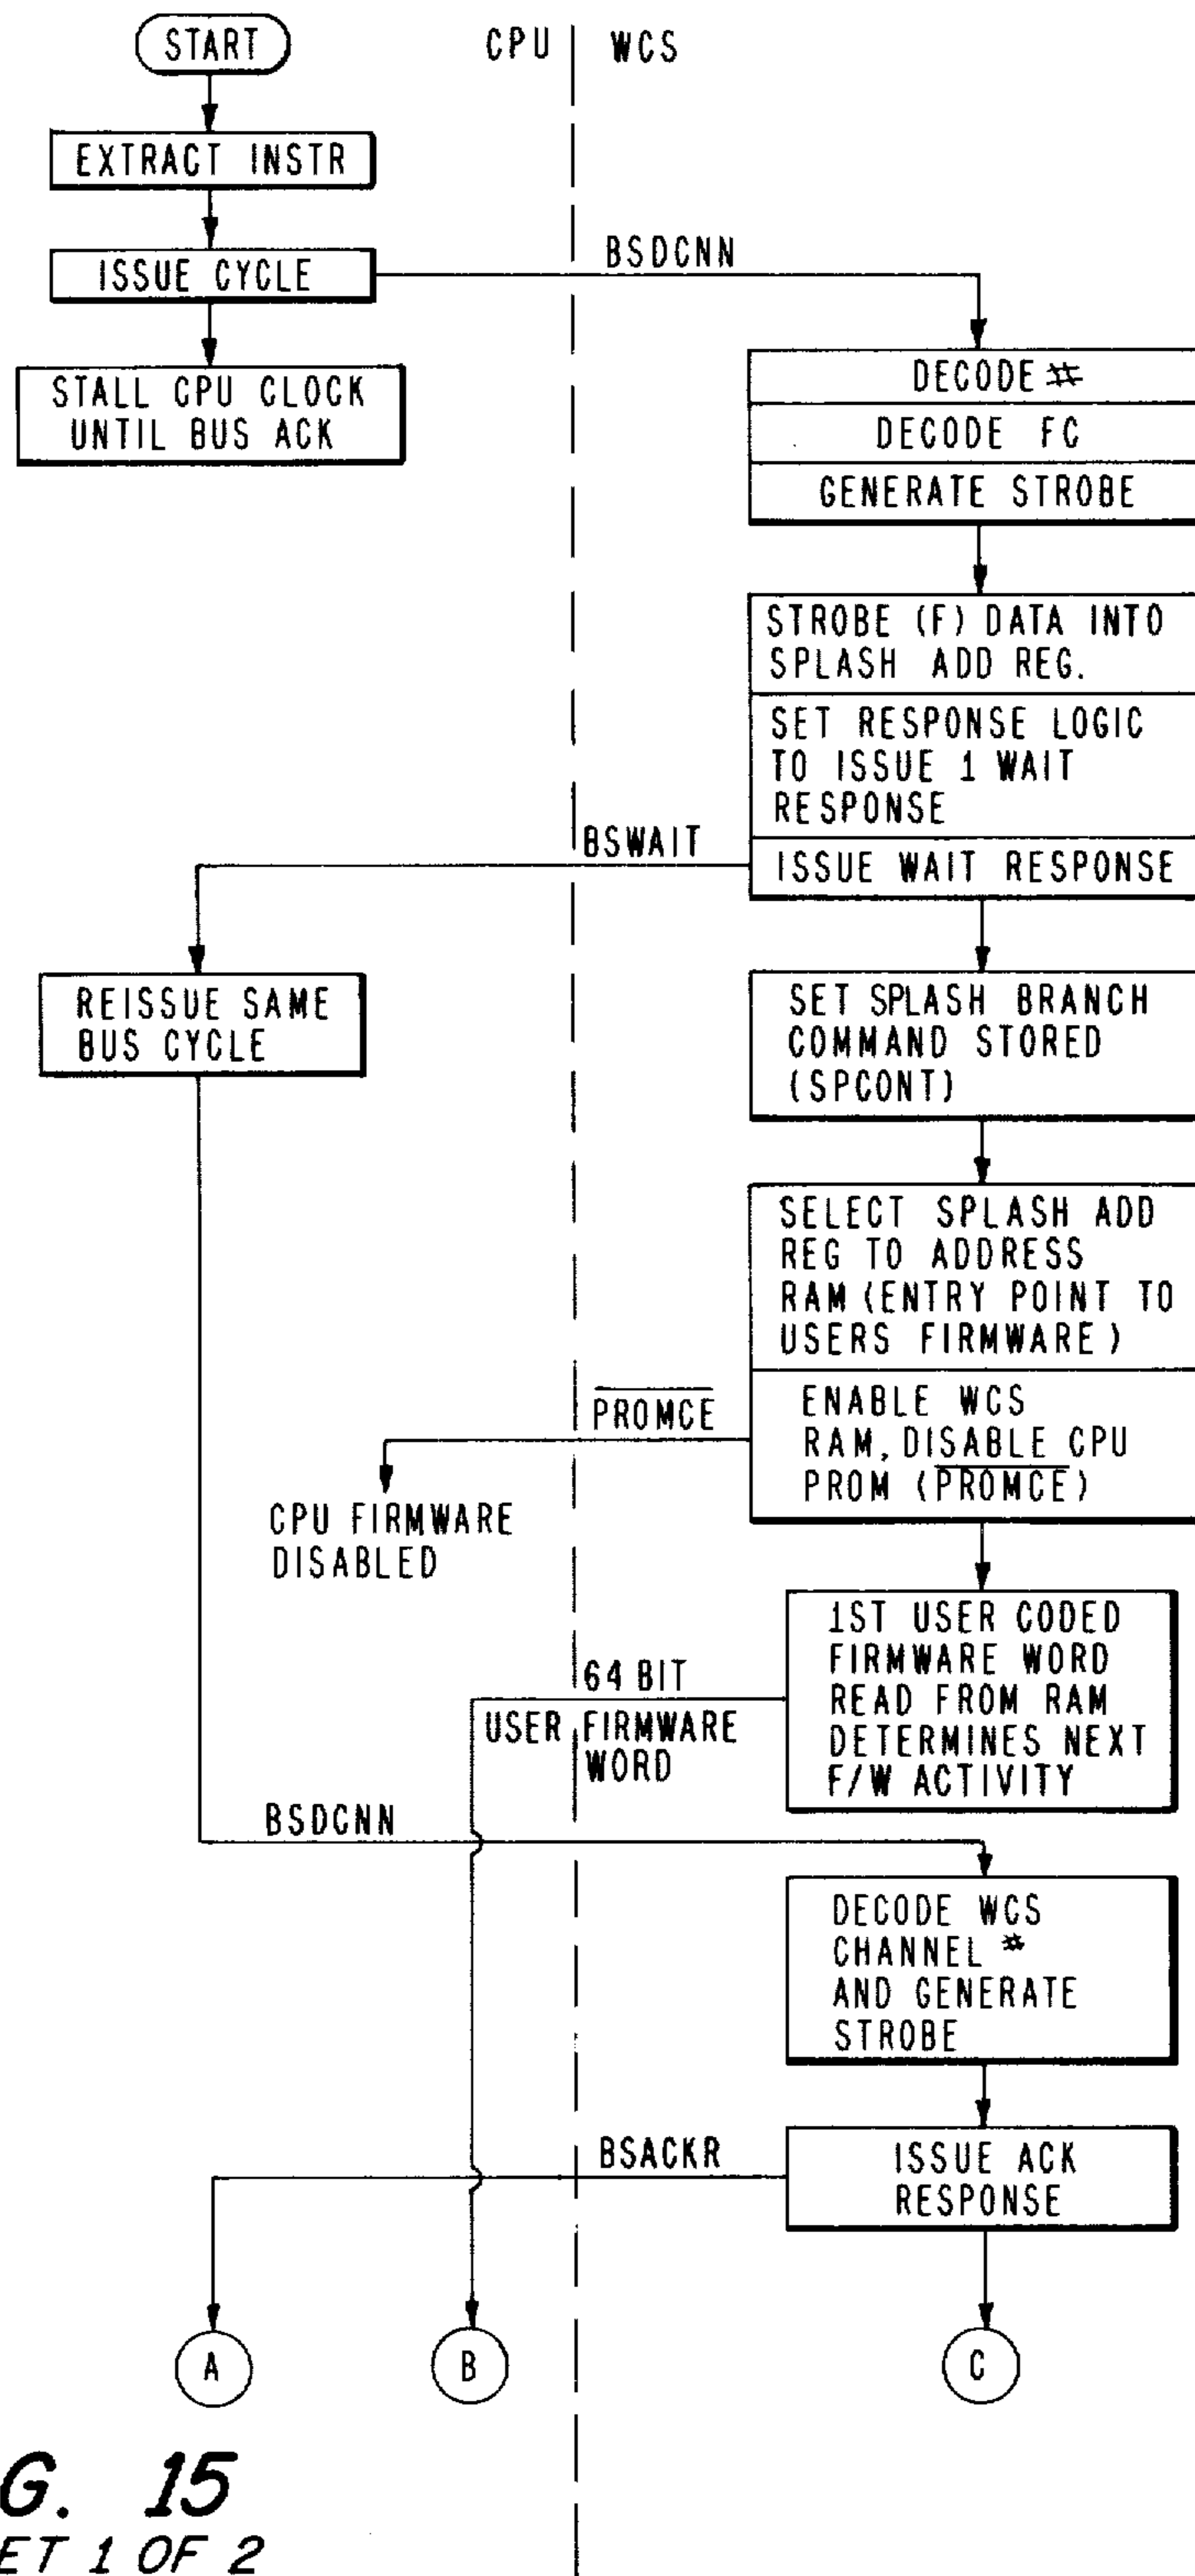 START
CPU
WCS
EXTRACT INSTR
ISSUE CYCLE
BSDCNN
STALL CPU CLOCK
UNTIL BUS ACK
DECODE #
DECODE FC
GENERATE STROBE
STROBE (F) DATA INTO
SPLASH ADD REG.
SET RESPONSE LOGIC
TO ISSUE 1 WAIT
RESPONSE
BSWAIT
ISSUE WAIT RESPONSE
REISSUE SAME
BUS CYCLE
SET SPLASH BRANCH
COMMAND STORED
(SPCONT)
SELECT SPLASH ADD
REG TO ADDRESS
RAM (ENTRY POINT TO
USERS FIRMWARE)
PROMCE
ENABLE WCS
RAM, DISABLE CPU
PROM (PROMCE)
CPU FIRMWARE
DISABLED
1ST USER CODED
FIRMWARE WORD
READ FROM RAM
DETERMINES NEXT
F/W ACTIVITY
64 BIT
USER FIRMWARE
WORD
BSDCNN
DECODE WCS
CHANNEL #
AND GENERATE
STROBE
BSACKR
ISSUE ACK
RESPONSE
A
B
C
G. 15
ET 1 OF 2